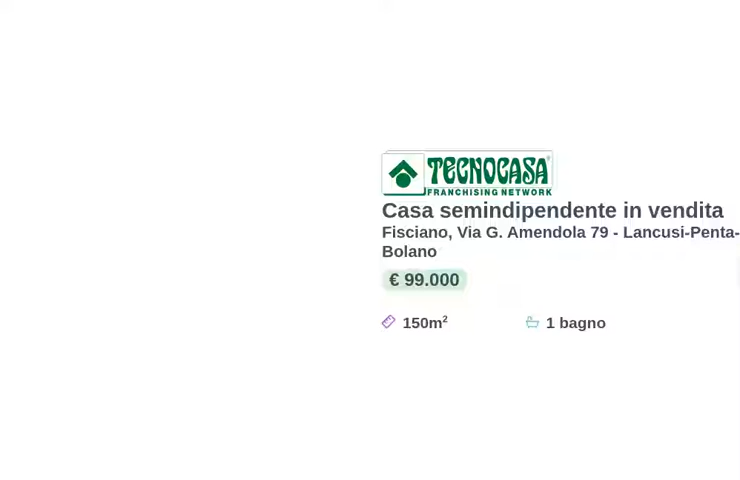 TECNOCASA
FRANCHISING NETWORK
Casa semindipendente in vendita
Fisciano, Via G. Amendola 79 - Lancusi-Penta-
Bolano
€ 99.000
150m²
1 bagno